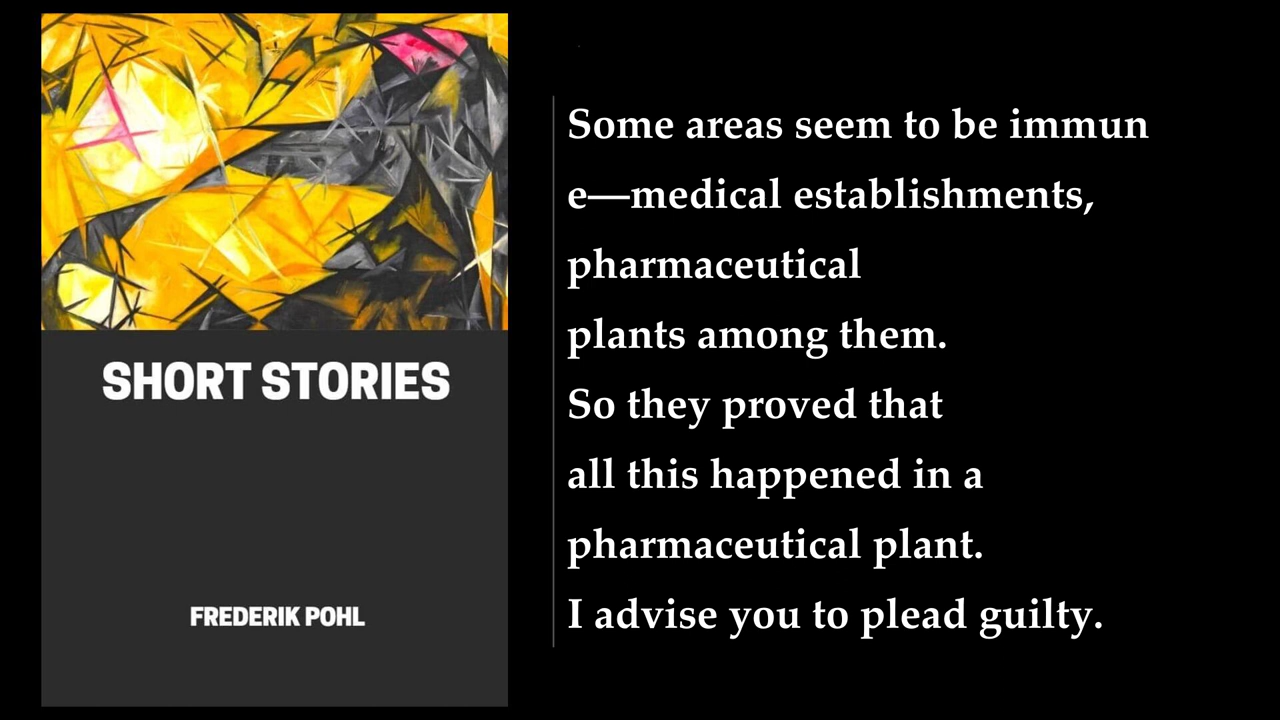 SHORT STORIES
FREDERIK POHL
Some areas seem to be immun
e—medical establishments,
pharmaceutical
plants among them.
So they proved that
all this happened in a
pharmaceutical plant.
I advise you to plead guilty.